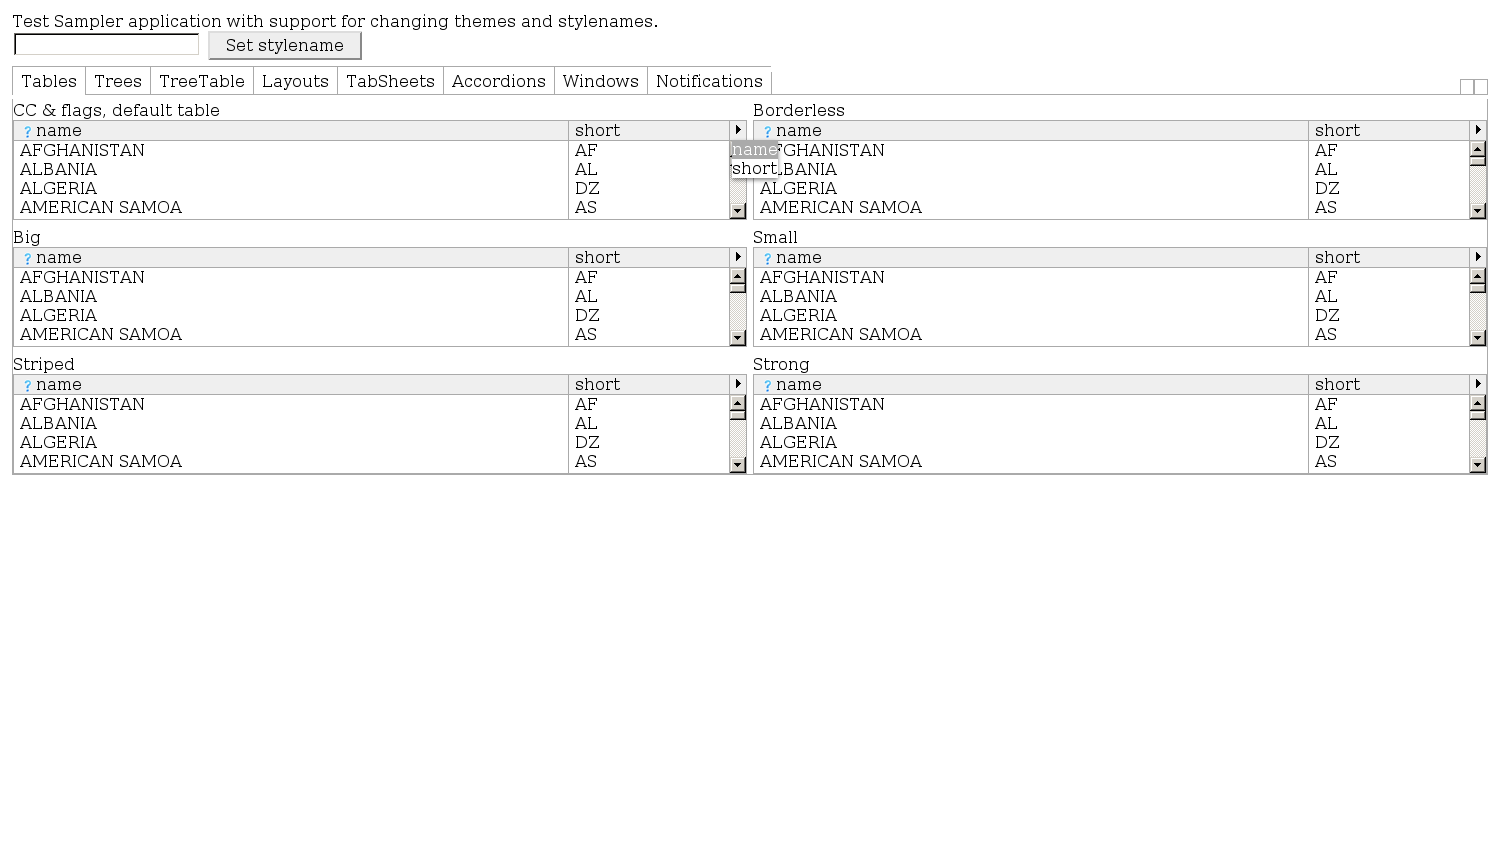 Test Sampler application with support for changing themes and stylenames.
Set stylename
Tables Trees TreeTable Layouts TabSheets Accordions Windows Notifications
CC & flags, default table
? name short
AFGHANISTAN AF
ALBANIA AL
ALGERIA DZ
AMERICAN SAMOA AS
name
short
Borderless
? name short
FGHANISTAN AF
LBANIA AL
ALGERIA DZ
AMERICAN SAMOA AS
Big
? name short
AFGHANISTAN AF
ALBANIA AL
ALGERIA DZ
AMERICAN SAMOA AS
Small
? name short
AFGHANISTAN AF
ALBANIA AL
ALGERIA DZ
AMERICAN SAMOA AS
Striped
? name short
AFGHANISTAN AF
ALBANIA AL
ALGERIA DZ
AMERICAN SAMOA AS
Strong
? name short
AFGHANISTAN AF
ALBANIA AL
ALGERIA DZ
AMERICAN SAMOA AS